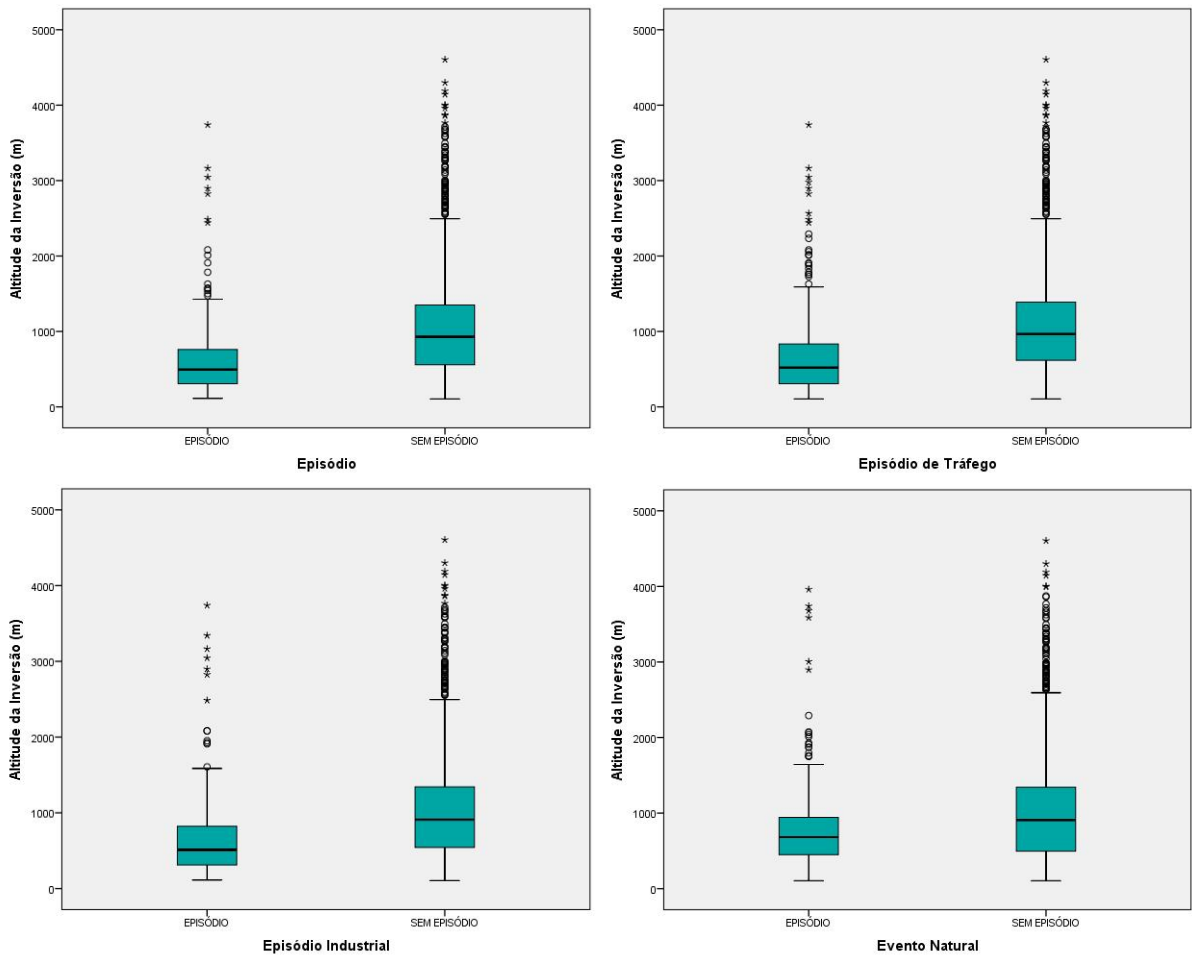 Altitude da Inversão (m)
5000
4000
3000
2000
1000
0
EPISÓDIO
SEM EPISÓDIO
Episódio
Altitude da Inversão (m)
5000
4000
3000
2000
1000
0
EPISÓDIO
SEM EPISÓDIO
Episódio de Tráfego
Altitude da Inversão (m)
5000
4000
3000
2000
1000
0
EPISÓDIO
SEM EPISÓDIO
Episódio Industrial
Altitude da Inversão (m)
5000
4000
3000
2000
1000
0
EPISÓDIO
SEM EPISÓDIO
Evento Natural